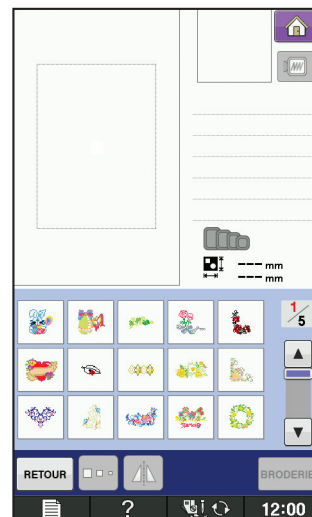 --- mm
--- mm
1/5
RETOUR
BRODERIE
?
12:00